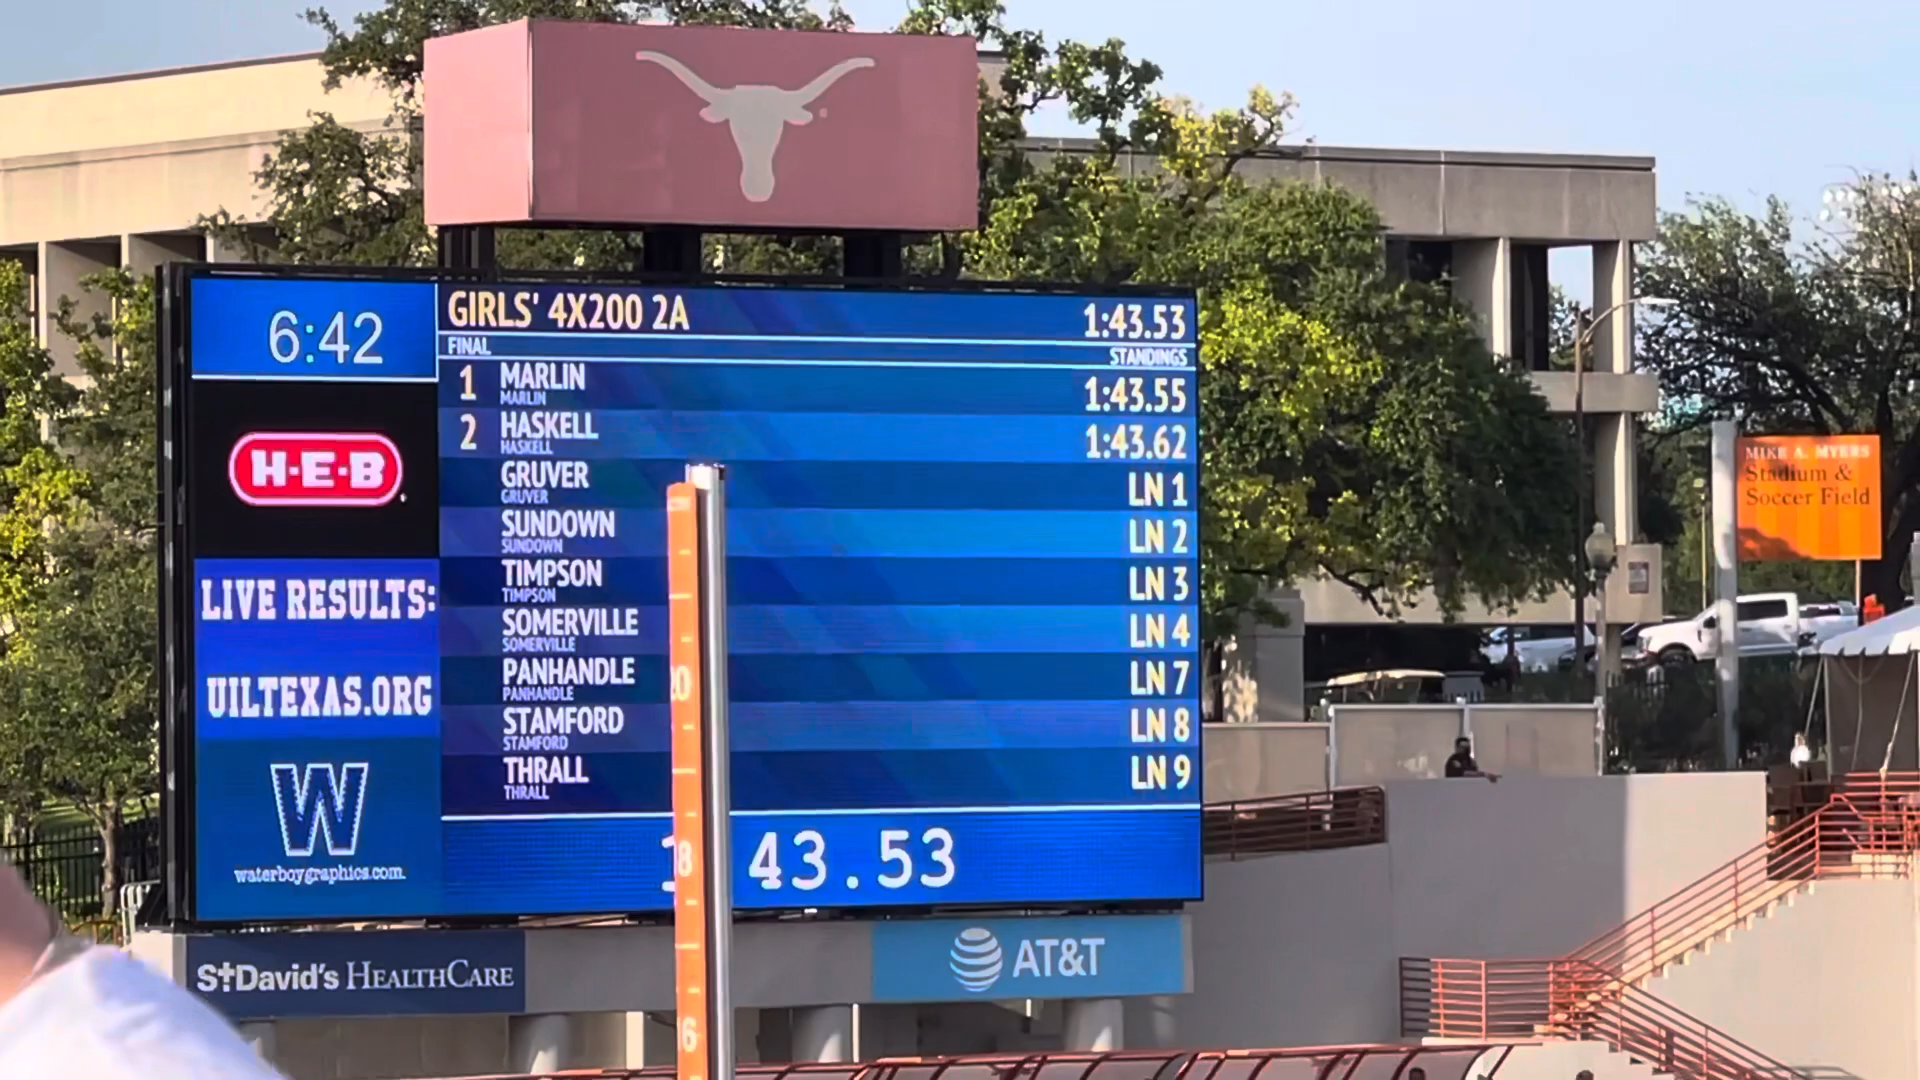 6:42
GIRLS' 4X200 2A 1:43.53
FINAL STANDINGS
1 MARLIN 1:43.55
MARLIN
2 HASKELL 1:43.62
HASKELL
GRUVER LN 1
GRUVER
SUNDOWN LN 2
SUNDOWN
TIMPSON LN 3
TIMPSON
SOMERVILLE LN 4
SOMERVILLE
PANHANDLE LN 7
PANHANDLE
STAMFORD LN 8
STAMFORD
THRALL LN 9
THRALL
43.53
H-E-B
LIVE RESULTS:
UILTEXAS.ORG
W
waterboygraphics.com.
StDavid's HEALTHCARE
AT&T
MIKE A. MYERS
Stadium &
Soccer Field
20
18
16